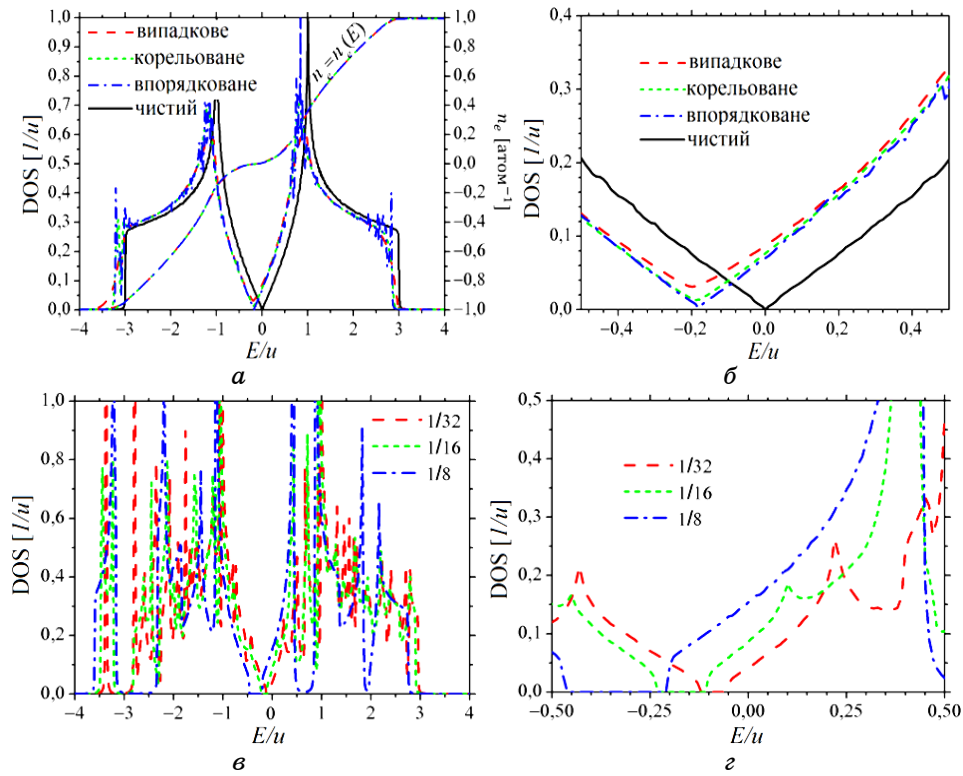 DOS [1/u]
1,0
0,9
0,8
0,7
0,6
0,5
0,4
0,3
0,2
0,1
0,0
випадкове
корельоване
впорядковане
чистий
nₑ=nₑ(E)
1,0
0,8
0,6
0,4
0,2
0,0
−0,2
−0,4
−0,6
−0,8
−1,0
nₑ [атом⁻¹]
−4 −3 −2 −1 0 1 2 3 4
E/u
а
DOS [1/u]
0,4
0,3
0,2
0,1
0,0
випадкове
корельоване
впорядковане
чистий
−0,4 −0,2 0,0 0,2 0,4
E/u
б
DOS [1/u]
1,0
0,8
0,6
0,4
0,2
0,0
1/32
1/16
1/8
−4 −3 −2 −1 0 1 2 3 4
E/u
в
DOS [1/u]
0,5
0,4
0,3
0,2
0,1
0,0
1/32
1/16
1/8
−0,50 −0,25 0,00 0,25 0,50
E/u
г